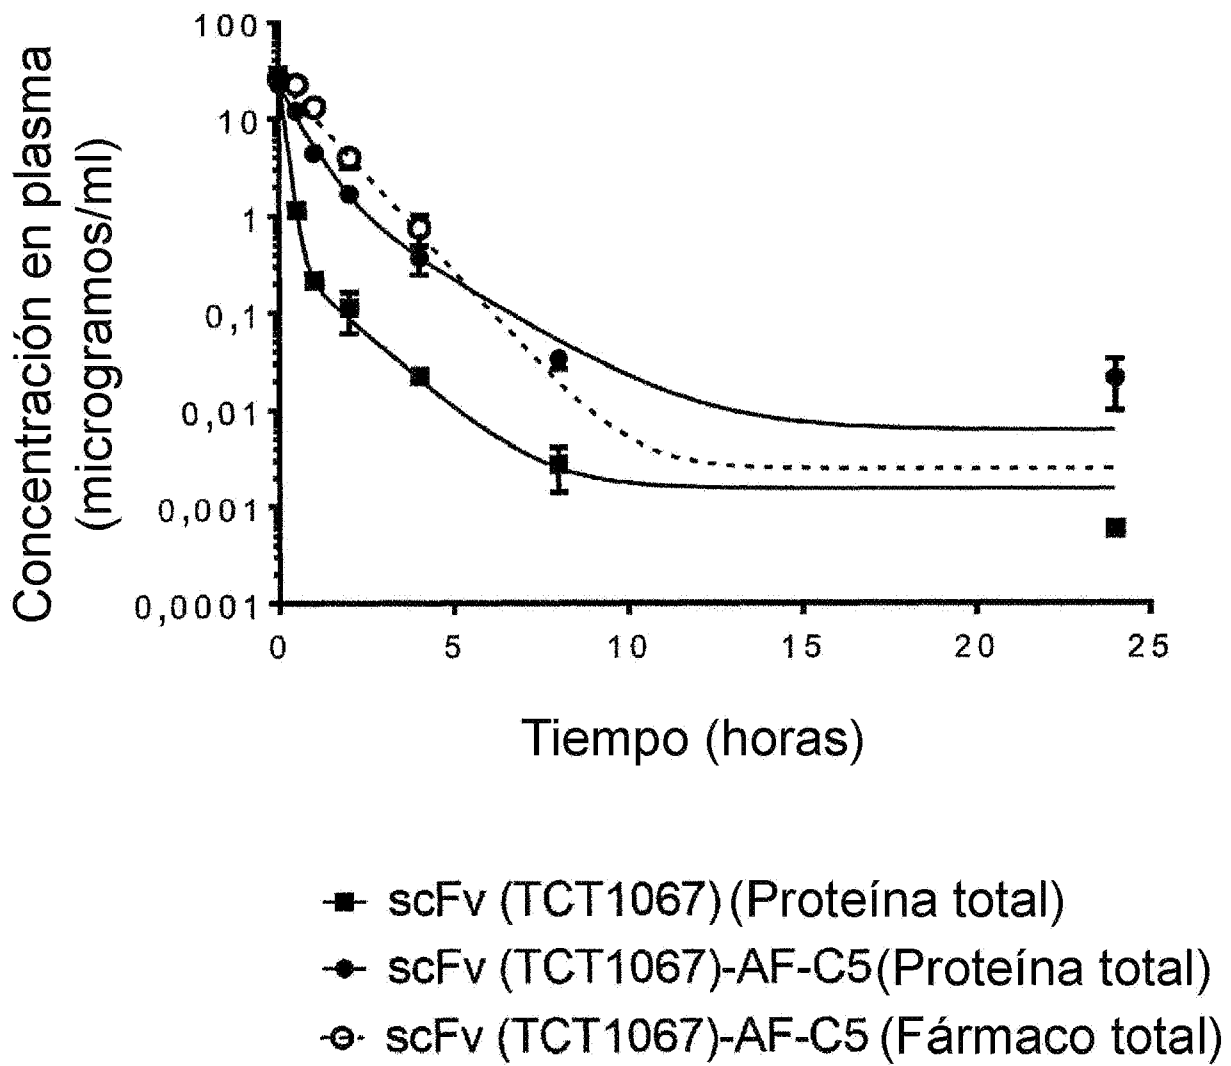 Concentración en plasma
(microgramos/ml)
100
10
1
0,1
0,01
0,001
0,0001
0 5 10 15 20 25
Tiempo (horas)
scFv (TCT1067) (Proteína total)
scFv (TCT1067)-AF-C5 (Proteína total)
scFv (TCT1067)-AF-C5 (Fármaco total)